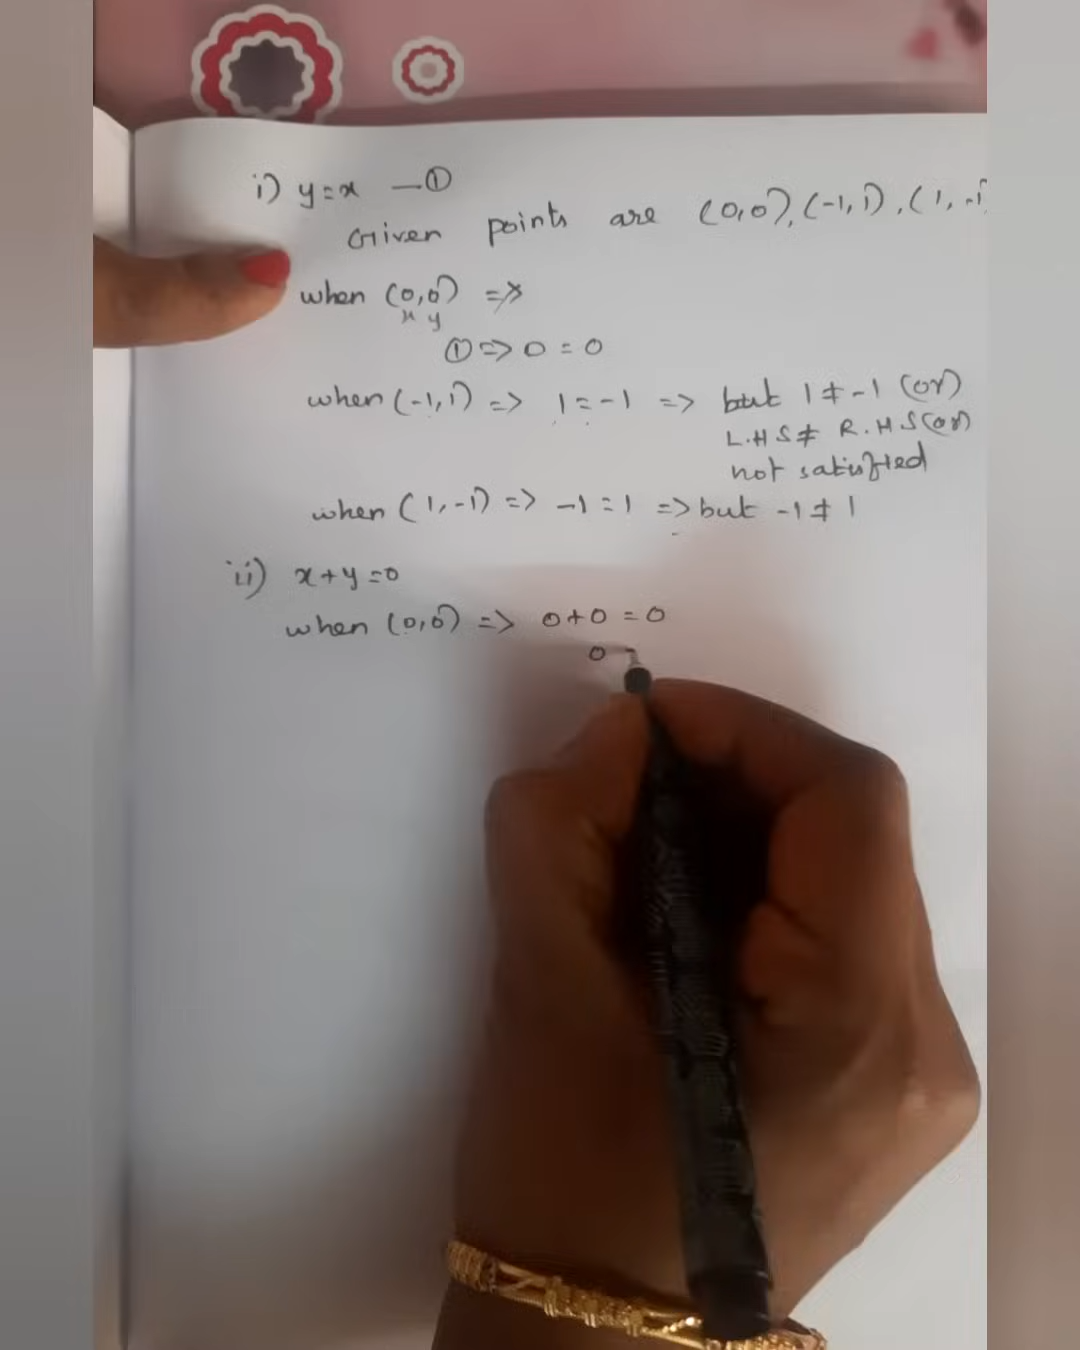 i) y=x —①
Given points are (0,0), (-1,1), (1,-1
when (0,0) =>
x y
① => 0 = 0
when (-1,1) => 1 = -1 => but 1 ≠ -1 (or)
L.H.S ≠ R.H.S (or)
not satisfied
when (1,-1) => -1 = 1 => but -1 ≠ 1
ii) x+y=0
when (0,0) => 0+0 = 0
0 =